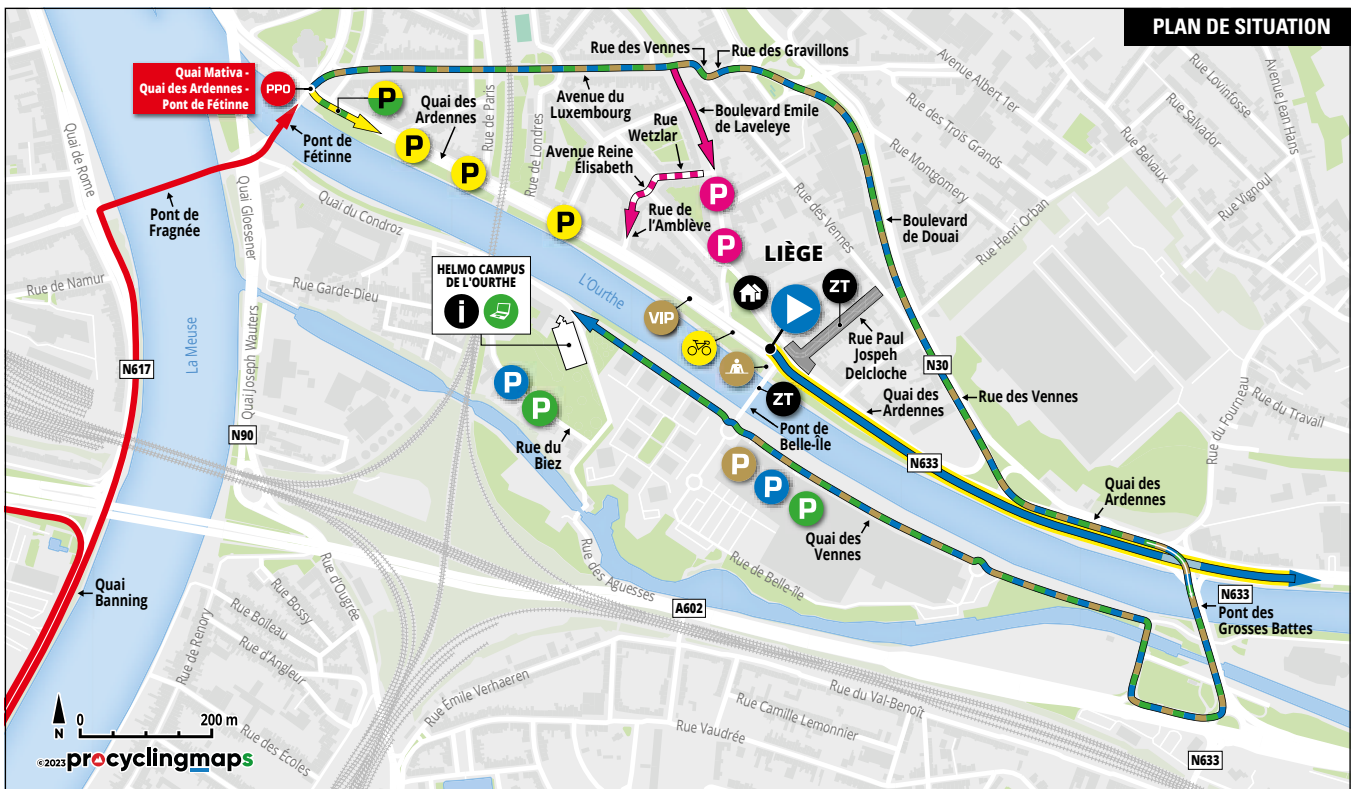 PLAN DE SITUATION
Quai Mativa -
Quai des Ardennes -
Pont de Fétinne
PPO
P
Pont de
Fétinne
P
P
P
Quai des
Ardennes
Rue de Paris
Rue de Londres
Avenue du
Luxembourg
Rue des Vennes
Rue des Gravillons
Boulevard Emile
de Laveleye
Rue
Wetzlar
Avenue Reine
Élisabeth
Rue de
l'Amblève
P
P
Avenue Albert 1er
Rue des Trois Grands
Rue Montgomery
Rue Henri Orban
Rue Belvaux
Rue Salvador
Rue Lovinfosse
Avenue Jean Hans
Rue Vignoul
Rue des Vennes
Boulevard
de Douai
Quai de Rome
Pont de
Fragnée
Quai Gloesener
Quai du Condroz
Rue de Namur
Rue Garde-Dieu
La Meuse
Quai Joseph Wauters
N617
N90
HELMO CAMPUS
DE L'OURTHE
i
L'Ourthe
LIÈGE
VIP
ZT
Rue Paul
Jospeh
Delcloche
ZT
Quai des
Ardennes
Pont de
Belle-Île
N633
N30
Rue des Vennes
Rue du Fourneau
Rue du Travail
P
P
Rue du
Biez
P
P
P
Quai des
Vennes
Quai des
Ardennes
N633
Pont des
Grosses Battes
Quai
Banning
Rue des Aguesses
Rue de Belle-Île
A602
Rue d'Ougrée
Rue Bossy
Rue Boileau
Rue d'Angleur
Rue de Renory
Rue des Écoles
Rue Émile Verhaeren
Rue Vaudrée
Rue Camille Lemonnier
Rue du Val-Benoît
N633
N
0
200 m
©2023 procyclingmaps